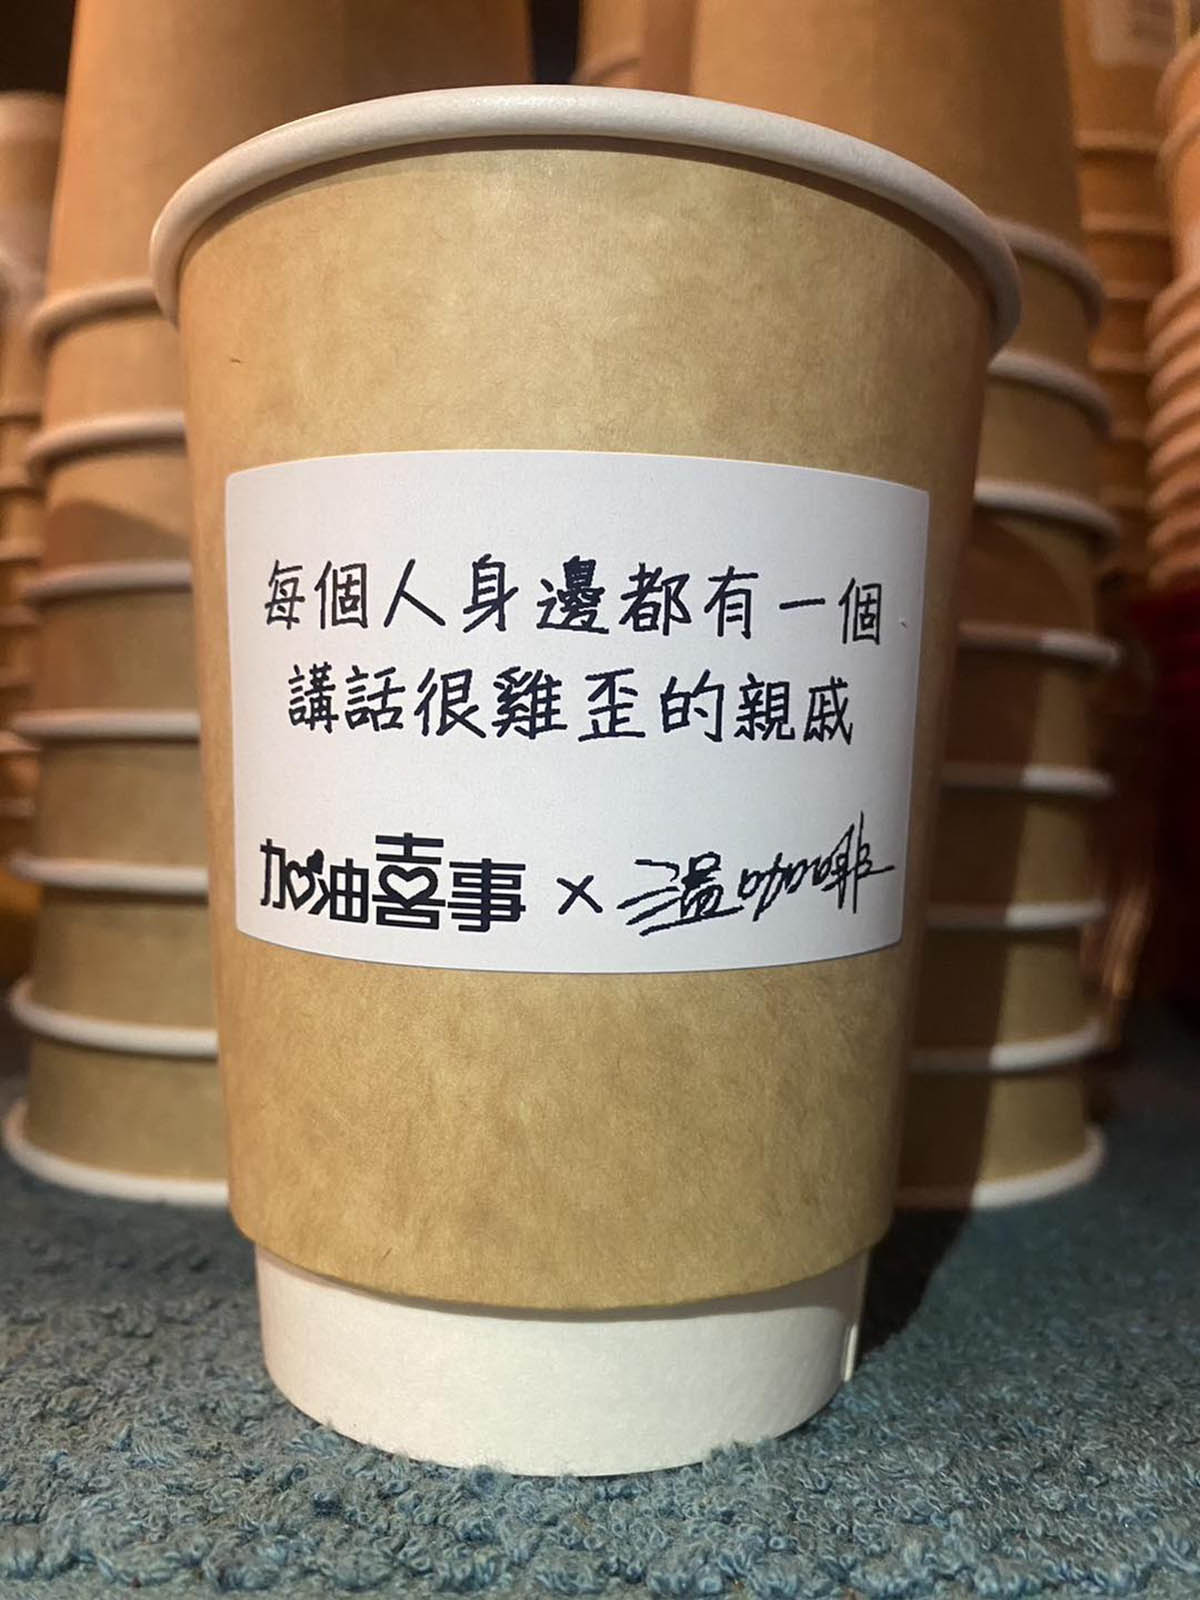 每個人身邊都有一個
講話很雞歪的親戚
加油喜事 × 溫咖啡